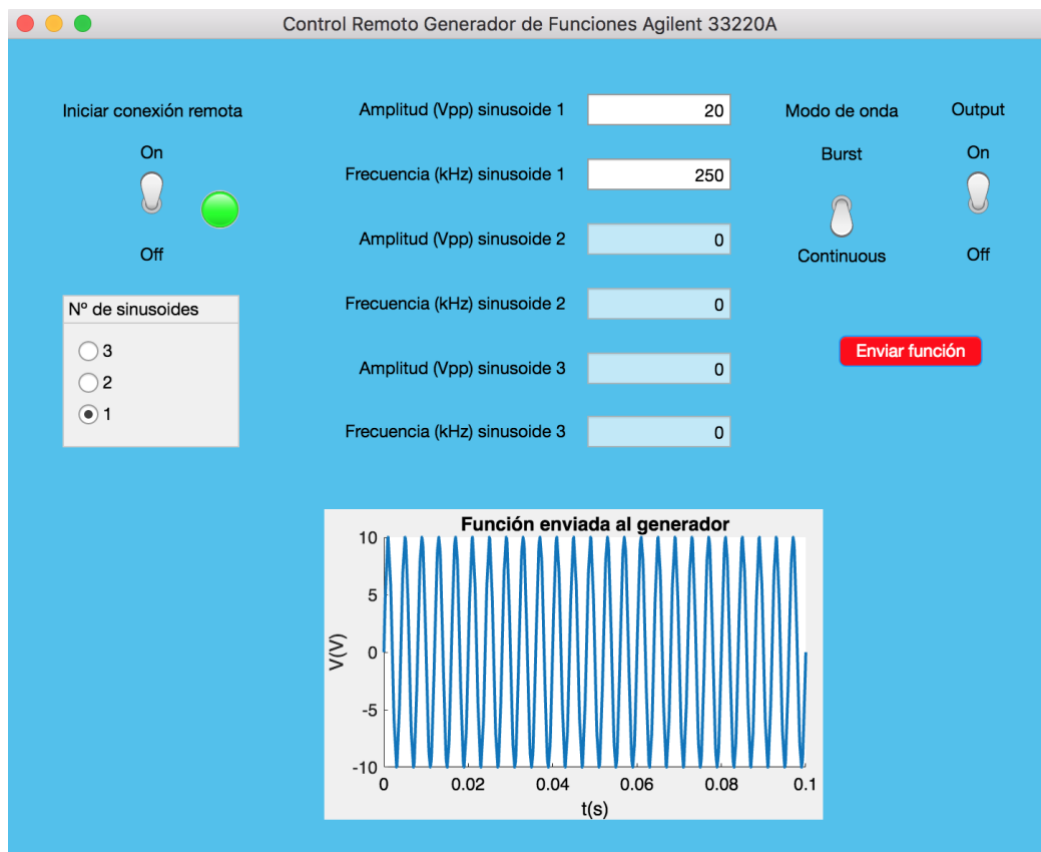 Control Remoto Generador de Funciones Agilent 33220A
Iniciar conexión remota
On
Off
Nº de sinusoides
3
2
1
Amplitud (Vpp) sinusoide 1
20
Frecuencia (kHz) sinusoide 1
250
Amplitud (Vpp) sinusoide 2
0
Frecuencia (kHz) sinusoide 2
0
Amplitud (Vpp) sinusoide 3
0
Frecuencia (kHz) sinusoide 3
0
Modo de onda
Burst
Continuous
Output
On
Off
Enviar función
Función enviada al generador
10
5
0
-5
-10
V(V)
0 0.02 0.04 0.06 0.08 0.1
t(s)